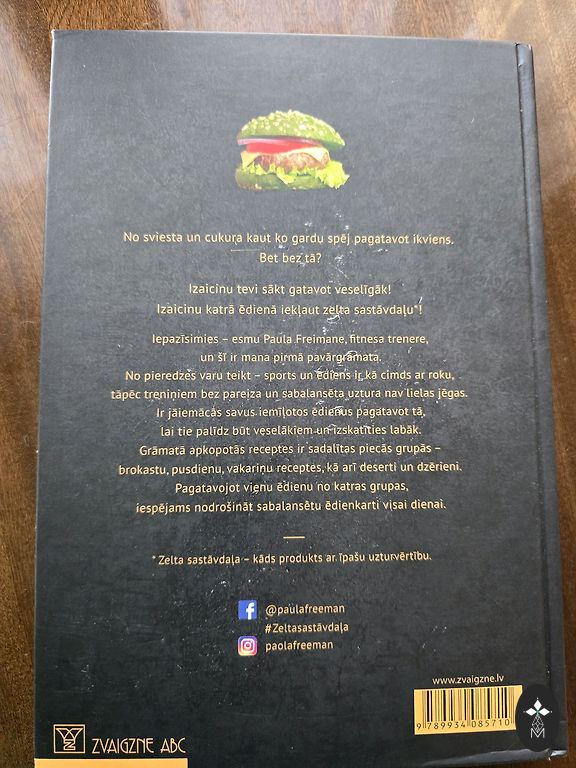 No sviesta un cukura kaut ko gardu spēj pagatavot ikviens.
Bet bez tā?
Izaicinu tevi sākt gatavot veselīgāk!
Izaicinu katrā ēdienā iekļaut zelta sastāvdaļu*!
Iepazīsimies – esmu Paula Freimane, fitnesa trenere,
un šī ir mana pirmā pavārgrāmata.
No pieredzes varu teikt – sports un ēdiens ir kā cimds ar roku,
tāpēc treniņiem bez pareiza un sabalansēta uztura nav lielas jēgas.
Ir jāiemācās savus iemīļotos ēdienus pagatavot tā,
lai tie palīdz būt veselākiem un izskatīties labāk.
Grāmatā apkopotās receptes ir sadalītas piecās grupās –
brokastu, pusdienu, vakariņu receptes, kā arī deserti un dzērieni.
Pagatavojot vienu ēdienu no katras grupas,
iespējams nodrošināt sabalansētu ēdienkarti visai dienai.
* Zelta sastāvdaļa – kāds produkts ar īpašu uzturvērtību.
@paulafreeman
#Zeltasastāvdaļa
paolafreeman
www.zvaigzne.lv
9 789934 085710
ZVAIGZNE ABC
M